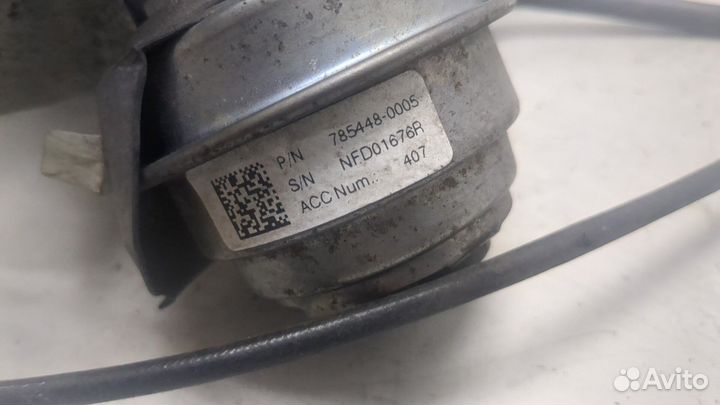 P/N 785448-0005
S/N NFD01676R
ACC Num.: 407
Avito